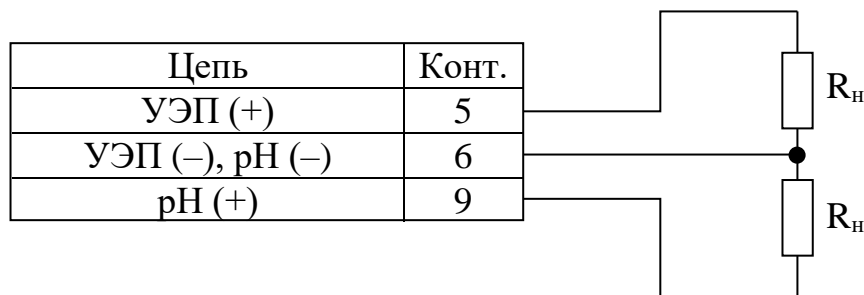 Цепь Конт.
УЭП (+) 5
УЭП (–), pH (–) 6
pH (+) 9
Rн
Rн